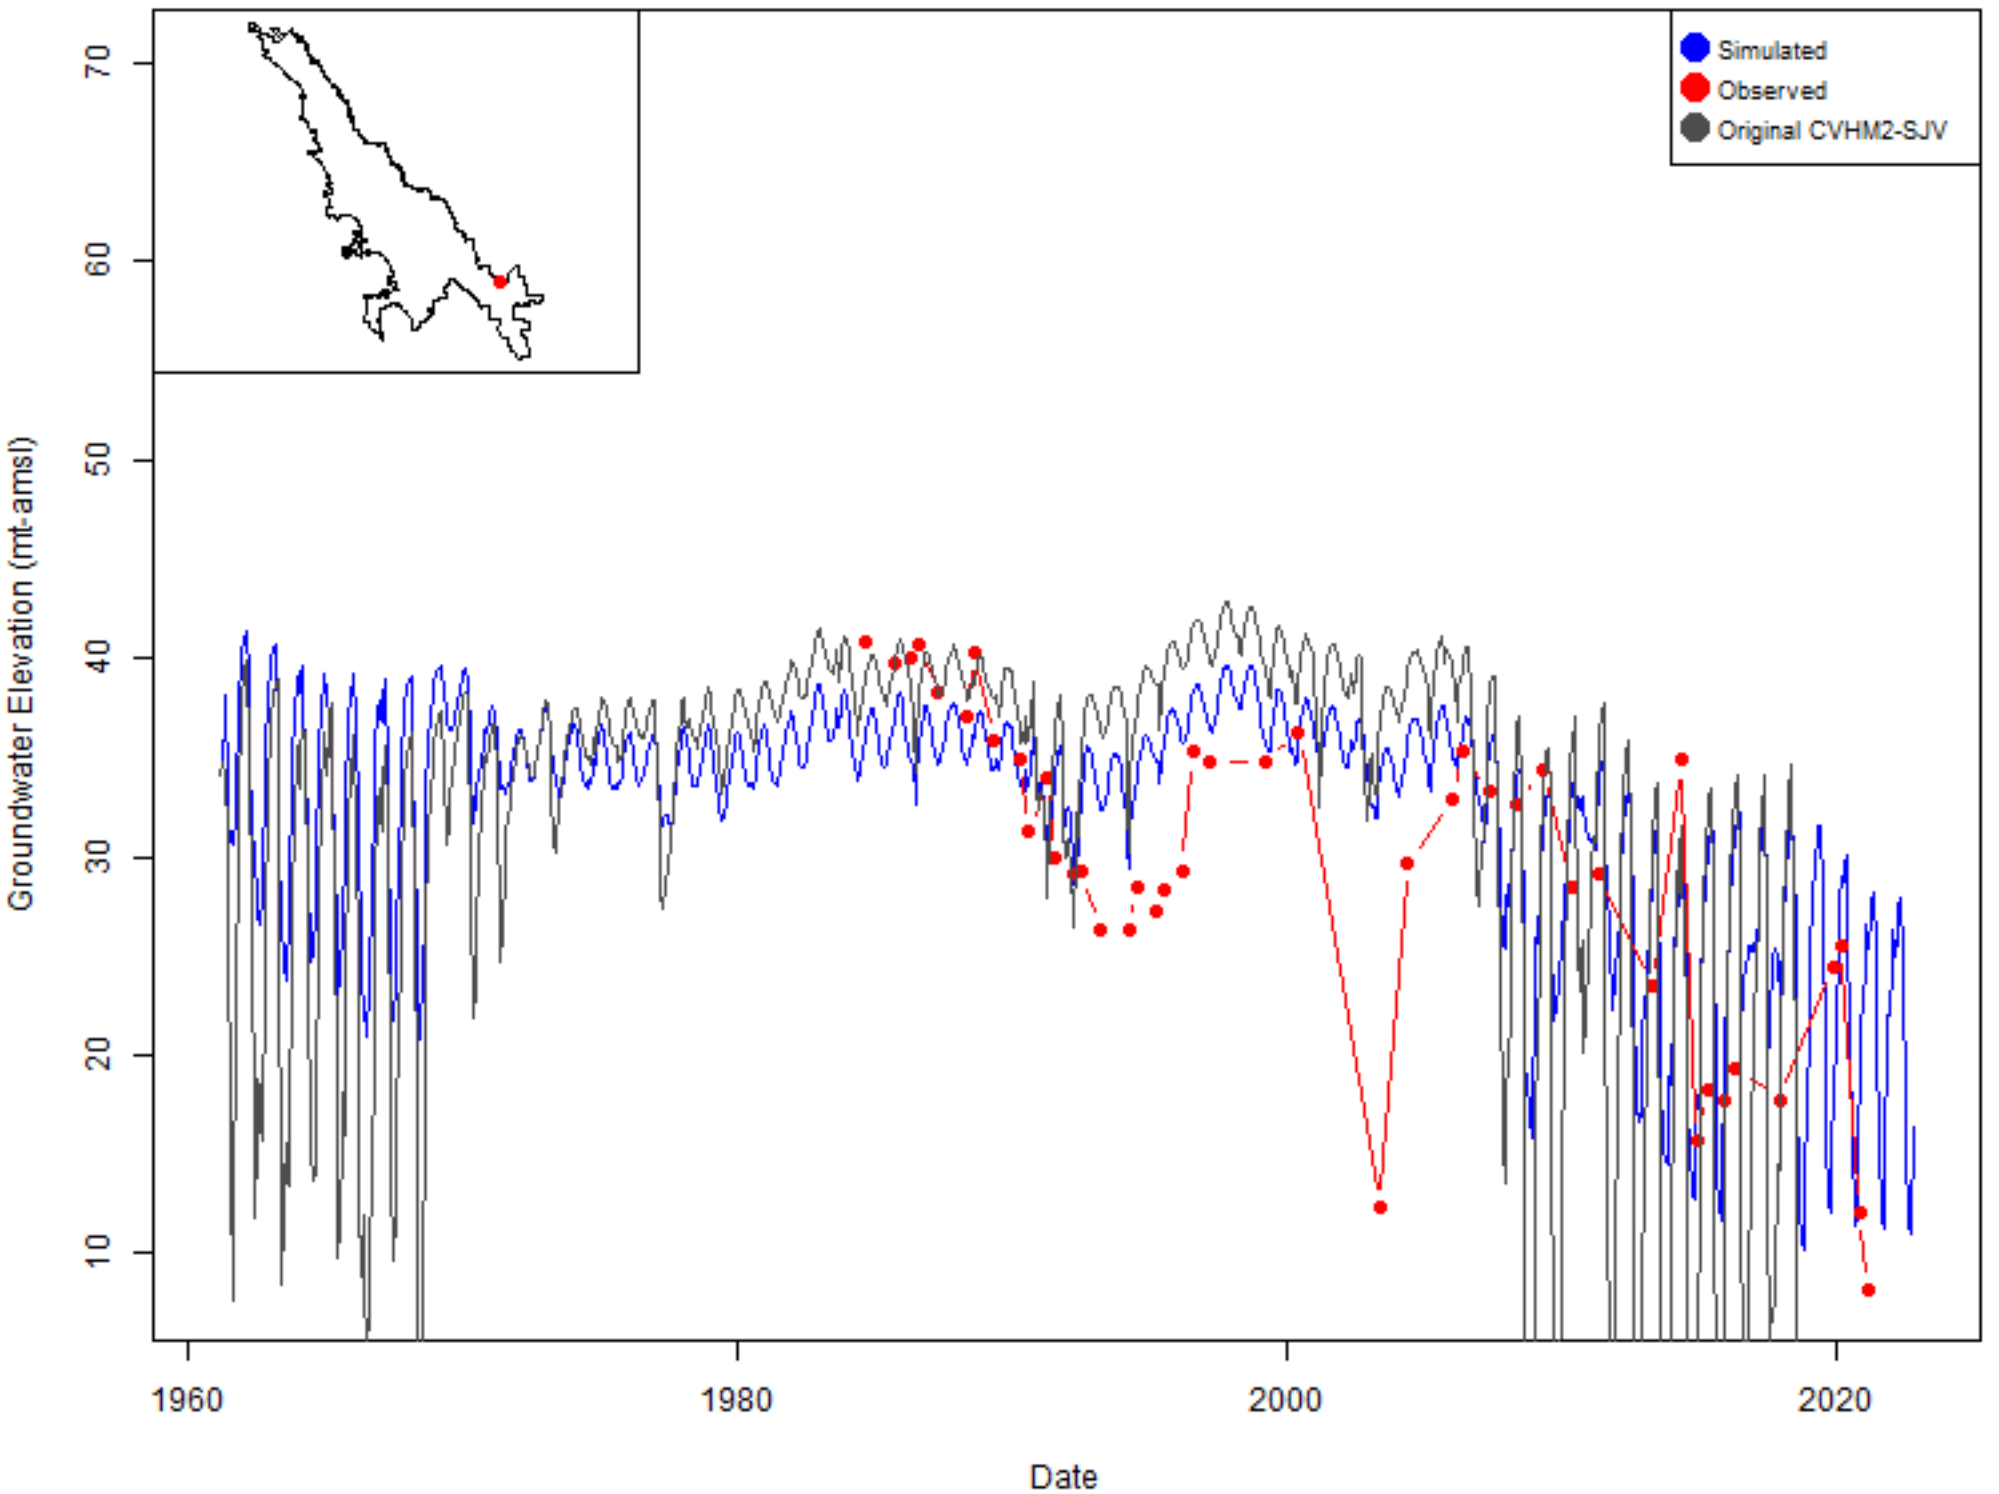 Simulated
Observed
Original CVHM2-SJV
Groundwater Elevation (mt-amsl)
70
60
50
40
30
20
10
1960
1980
2000
2020
Date